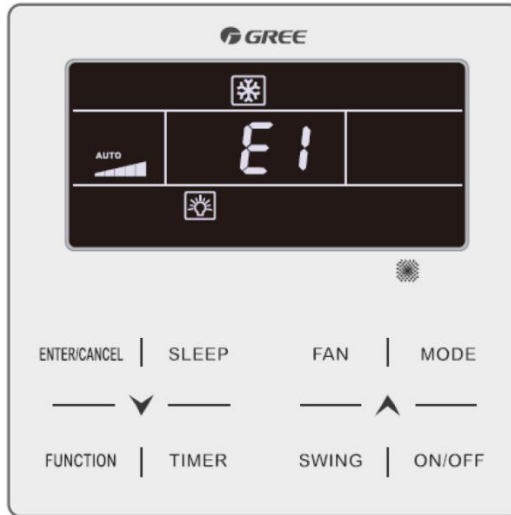 GREE
E1
AUTO
ENTER/CANCEL SLEEP FAN MODE
FUNCTION TIMER SWING ON/OFF